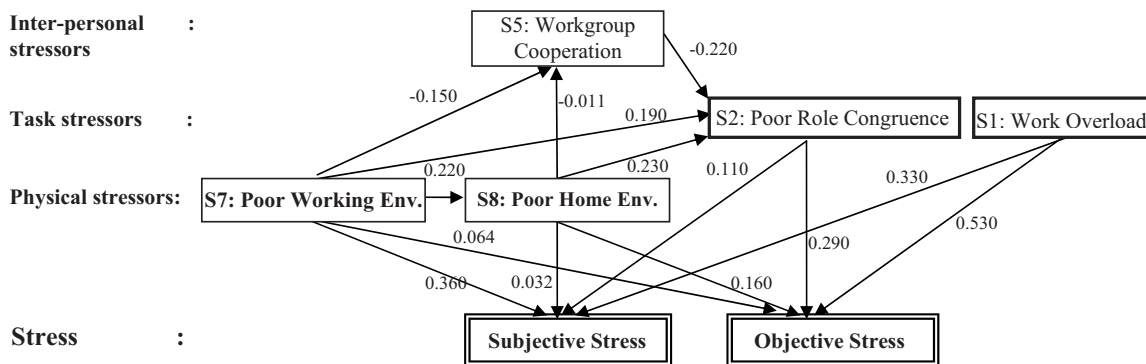 Inter-personal :
stressors
S5: Workgroup
Cooperation
-0.220
-0.150
-0.011
0.190
Task stressors :
S2: Poor Role Congruence
S1: Work Overload
0.220
0.230
0.110
0.330
Physical stressors:
S7: Poor Working Env.
S8: Poor Home Env.
0.064
0.290
0.530
0.360
0.032
0.160
Stress :
Subjective Stress
Objective Stress